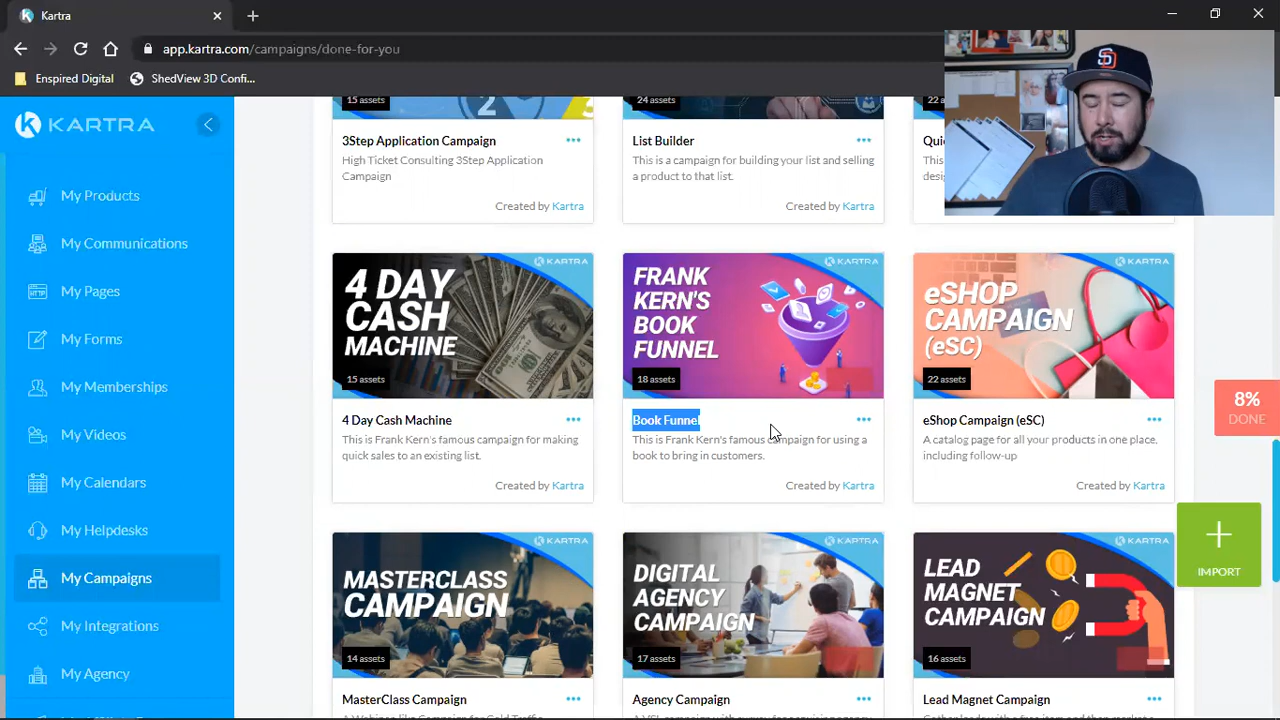 Kartra
app.kartra.com/campaigns/done-for-you
Enspired Digital
ShedView 3D Confi...
KARTRA
My Products
My Communications
My Pages
My Forms
My Memberships
My Videos
My Calendars
My Helpdesks
My Campaigns
My Integrations
My Agency
15 assets
24 assets
22
3Step Application Campaign
High Ticket Consulting 3Step Application
Campaign
Created by Kartra
List Builder
This is a campaign for building your list and selling
a product to that list.
Created by Kartra
KARTRA
4 DAY
CASH
MACHINE
15 assets
4 Day Cash Machine
This is Frank Kern's famous campaign for making
quick sales to an existing list.
Created by Kartra
KARTRA
FRANK
KERN'S
BOOK
FUNNEL
18 assets
Book Funnel
This is Frank Kern's famous campaign for using a
book to bring in customers.
Created by Kartra
KARTRA
eSHOP
CAMPAIGN
(eSC)
22 assets
eShop Campaign (eSC)
A catalog page for all your products in one place,
including follow-up
Created by Kartra
KARTRA
MASTERCLASS
CAMPAIGN
14 assets
MasterClass Campaign
KARTRA
DIGITAL
AGENCY
CAMPAIGN
17 assets
Agency Campaign
KARTRA
LEAD
MAGNET
CAMPAIGN
16 assets
Lead Magnet Campaign
8%
DONE
IMPORT